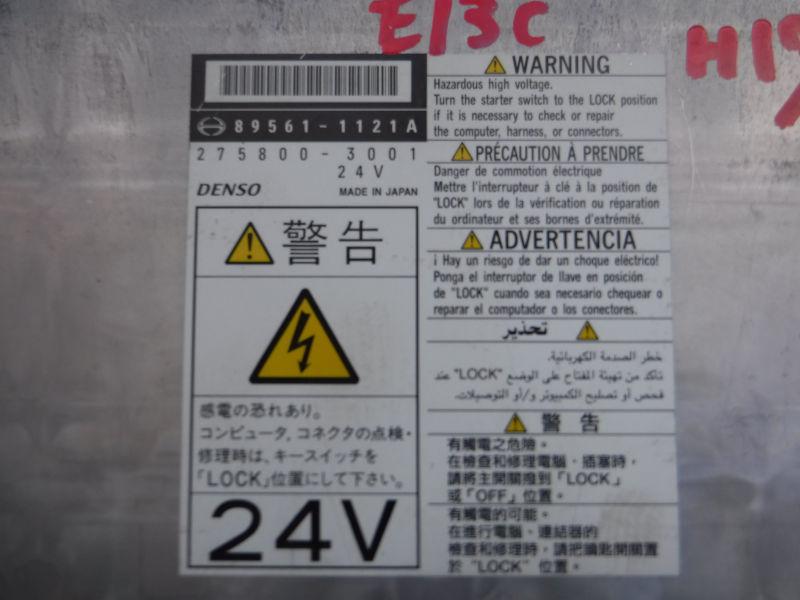 E13C
H19
89561-1121A
275800-3001
24V
DENSO MADE IN JAPAN
警告
感電の恐れあり。
コンピュータ, コネクタの点検・
修理時は、キースイッチを
「LOCK」位置にして下さい。
24V
WARNING
Hazardous high voltage.
Turn the starter switch to the LOCK position
if it is necessary to check or repair
the computer, harness, or connectors.
PRÉCAUTION À PRENDRE
Danger de commotion électrique
Mettre l'interrupteur à clé à la position de
"LOCK" lors de la vérification ou réparation
du ordinateur et ses bornes d'extrémité.
ADVERTENCIA
¡ Hay un riesgo de dar un choque eléctrico!
Ponga el interruptor de llave en posición
de "LOCK" cuando sea necesario chequear o
reparar el computador o los conectores.
تحذير
خطر الصدمة الكهربائية.
تأكد من تهيئة المفتاح على الوضع "LOCK" عند
فحص أو تصليح الكمبيوتر و/أو التوصيلات.
警告
有觸電之危險。
在檢查和修理電腦、插塞時，
請將主開關撥到「LOCK」
或「OFF」位置。
有觸電的可能。
在進行電腦、連結器的
檢查和修理時，請把鑰匙開關置
於 "LOCK" 位置。